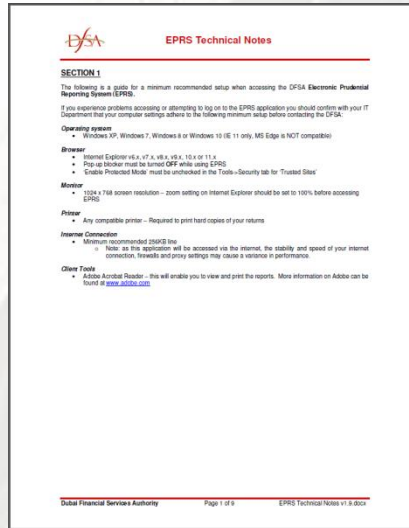 DFSA
EPRS Technical Notes
SECTION 1
The following is a guide for a minimum recommended setup when accessing the DFSA Electronic Prudential
Reporting System (EPRS).
If you experience problems accessing or attempting to log on to the EPRS application you should confirm with your IT
Department that your computer settings adhere to the following minimum setup before contacting the DFSA:
Operating system
• Windows XP, Windows 7, Windows 8 or Windows 10 (IE 11 only, MS Edge is NOT compatible)
Browser
• Internet Explorer v6.x, v7.x, v8.x, v9.x, 10.x or 11.x
• Pop-up blocker must be turned OFF while using EPRS
• 'Enable Protected Mode' must be unchecked in the Tools->Security tab for 'Trusted Sites'
Monitor
• 1024 x 768 screen resolution – zoom setting on Internet Explorer should be set to 100% before accessing
EPRS
Printer
• Any compatible printer – Required to print hard copies of your returns
Internet Connection
• Minimum recommended 256KB line
o Note: as this application will be accessed via the internet, the stability and speed of your internet
connection, firewalls and proxy settings may cause a variance in performance.
Client Tools
• Adobe Acrobat Reader – this will enable you to view and print the reports. More information on Adobe can be
found at www.adobe.com
Dubai Financial Services Authority Page 1 of 9 EPRS Technical Notes v1.9.docx